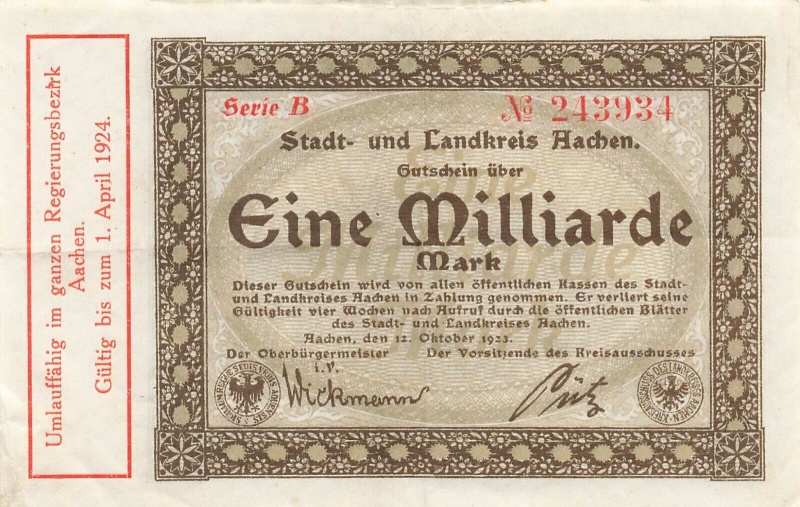 Umlauffähig im ganzen Regierungsbezirk
Aachen.
Gültig bis zum 1. April 1924.
Serie B
№ 243934
Stadt- und Landkreis Aachen.
Gutschein über
Eine Milliarde
Mark
Dieser Gutschein wird von allen öffentlichen Kassen des Stadt-
und Landkreises Aachen in Zahlung genommen. Er verliert seine
Gültigkeit vier Wochen nach Aufruf durch die öffentlichen Blätter
des Stadt- und Landkreises Aachen.
Aachen, den 12. Oktober 1923.
Der Oberbürgermeister
i. V.
Wickmann
Der Vorsitzende des Kreisausschusses
Pütz